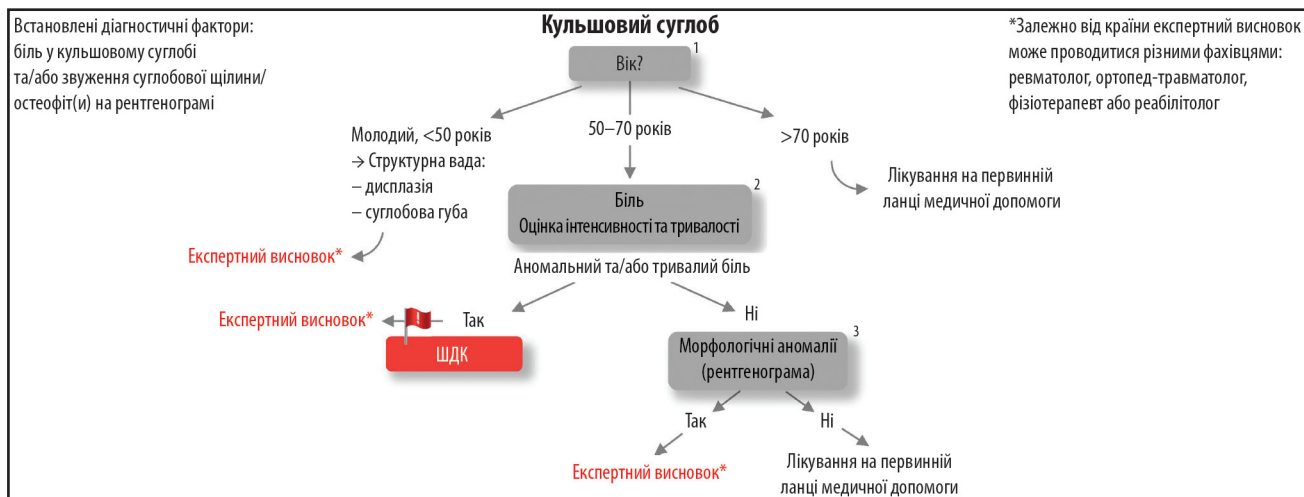 Встановлені діагностичні фактори:
біль у кульшовому суглобі
та/або звуження суглобової щілини/
остеофіт(и) на рентгенограмі
Кульшовий суглоб
*Залежно від країни експертний висновок
може проводитися різними фахівцями:
ревматолог, ортопед-травматолог,
фізіотерапевт або реабілітолог
Вік?
1
Молодий, <50 років
→ Структурна вада:
– дисплазія
– суглобова губа
50–70 років
>70 років
Експертний висновок*
Лікування на первинній
ланці медичної допомоги
Біль
Оцінка інтенсивності та тривалості
2
Аномальний та/або тривалий біль
Експертний висновок*
Так
ШДК
Ні
Морфологічні аномалії
(рентгенограма)
3
Так
Ні
Експертний висновок*
Лікування на первинній
ланці медичної допомоги